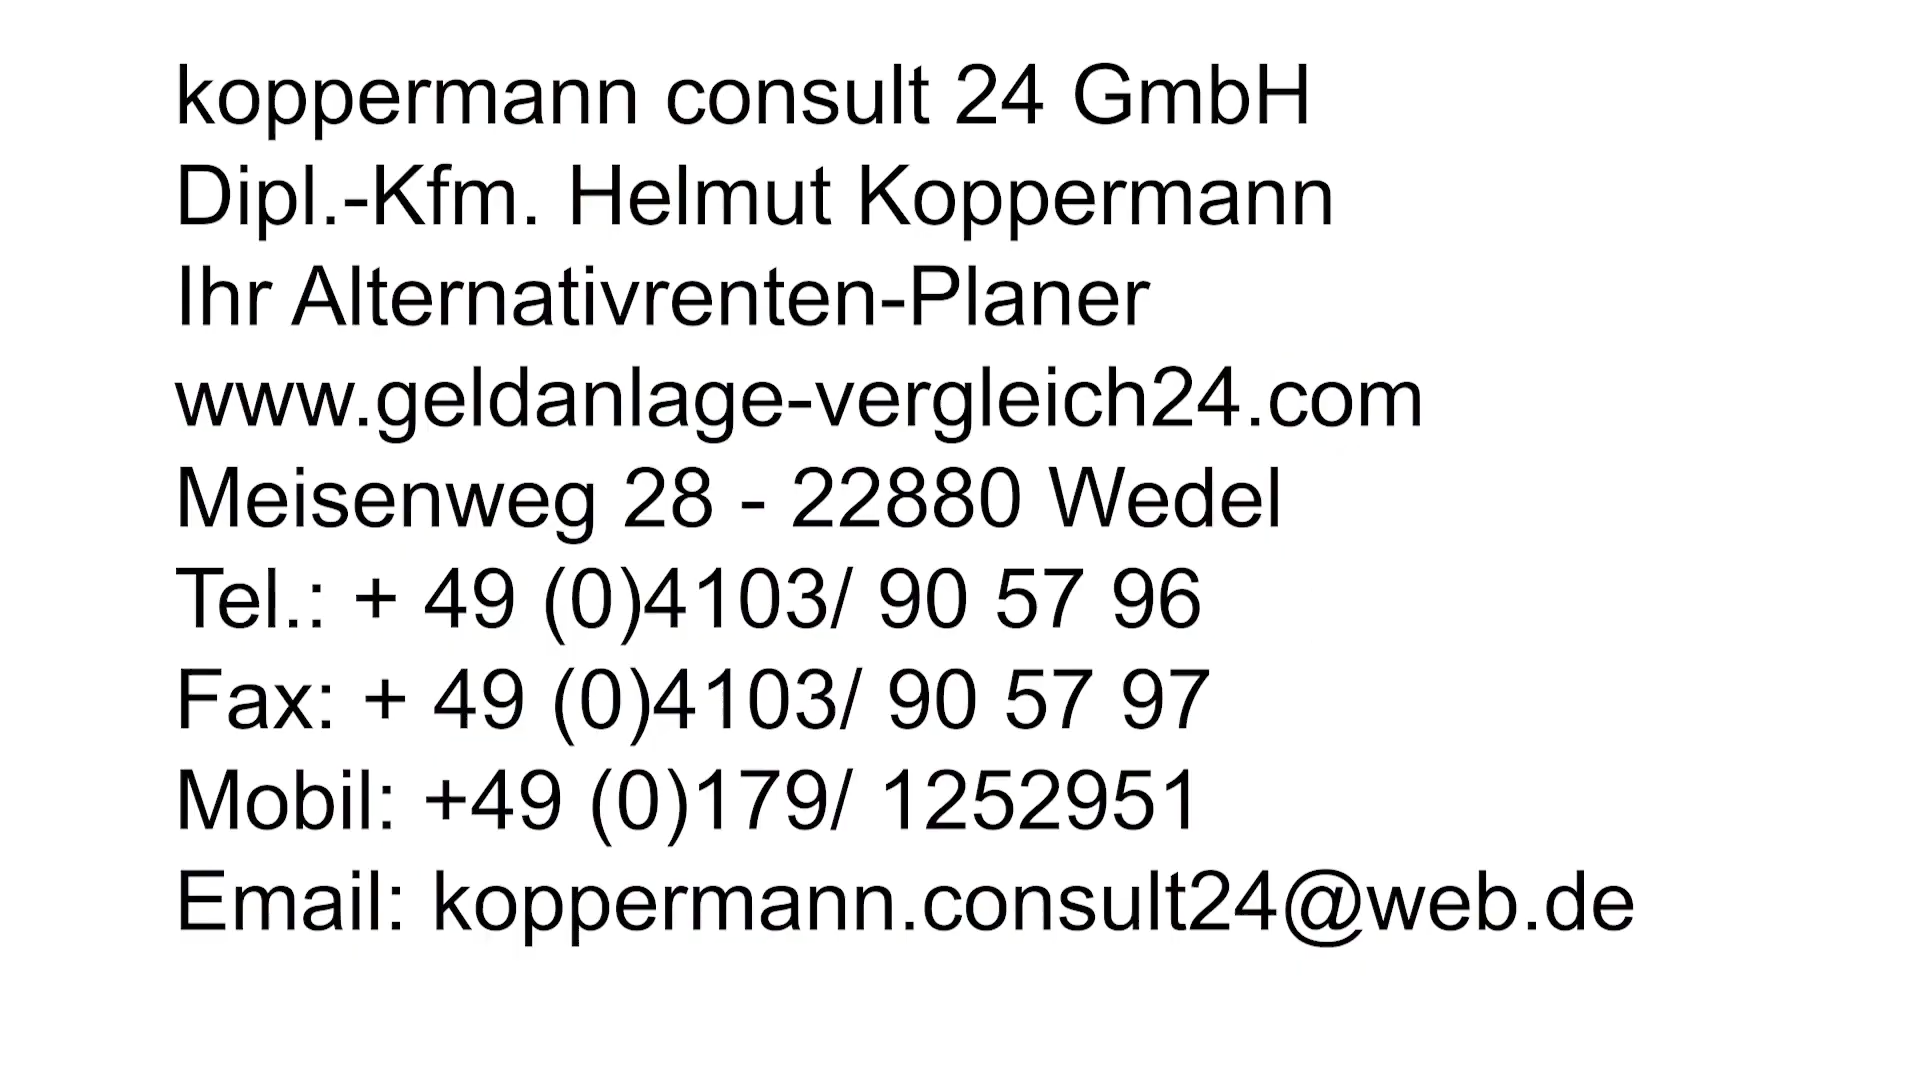 koppermann consult 24 GmbH
Dipl.-Kfm. Helmut Koppermann
Ihr Alternativrenten-Planer
www.geldanlage-vergleich24.com
Meisenweg 28 - 22880 Wedel
Tel.: + 49 (0)4103/ 90 57 96
Fax: + 49 (0)4103/ 90 57 97
Mobil: +49 (0)179/ 1252951
Email: koppermann.consult24@web.de